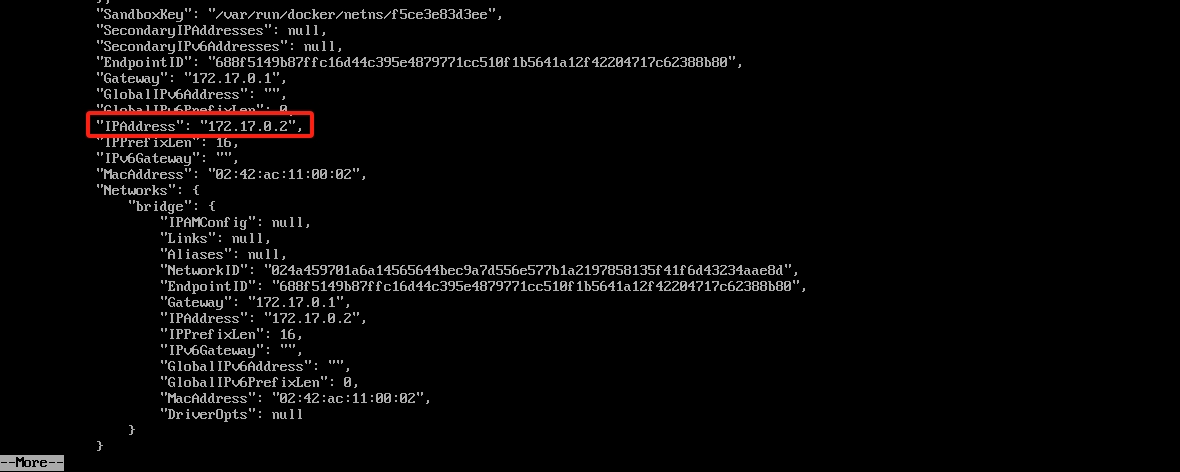 },
"SandboxKey": "/var/run/docker/netns/f5ce3e83d3ee",
"SecondaryIPAddresses": null,
"SecondaryIPv6Addresses": null,
"EndpointID": "688f5149b87ffc16d44c395e4879771cc510f1b5641a12f42204717c62388b80",
"Gateway": "172.17.0.1",
"GlobalIPv6Address": "",
"GlobalIPv6PrefixLen": 0,
"IPAddress": "172.17.0.2",
"IPPrefixLen": 16,
"IPv6Gateway": "",
"MacAddress": "02:42:ac:11:00:02",
"Networks": {
"bridge": {
"IPAMConfig": null,
"Links": null,
"Aliases": null,
"NetworkID": "024a459701a6a14565644bec9a7d556e577b1a2197858135f41f6d43234aae8d",
"EndpointID": "688f5149b87ffc16d44c395e4879771cc510f1b5641a12f42204717c62388b80",
"Gateway": "172.17.0.1",
"IPAddress": "172.17.0.2",
"IPPrefixLen": 16,
"IPv6Gateway": "",
"GlobalIPv6Address": "",
"GlobalIPv6PrefixLen": 0,
"MacAddress": "02:42:ac:11:00:02",
"DriverOpts": null
}
}
--More--